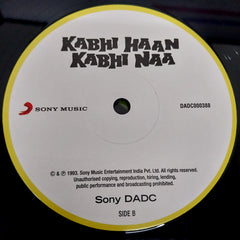 KABHI HAAN
KABHI NAA
SONY MUSIC
DADC000388
© & ℗ 1993. Sony Music Entertainment India Pvt. Ltd. All rights reserved.
Unauthorised copying, reproduction, hiring, lending,
public performance and broadcasting prohibited.
Sony DADC
SIDE B